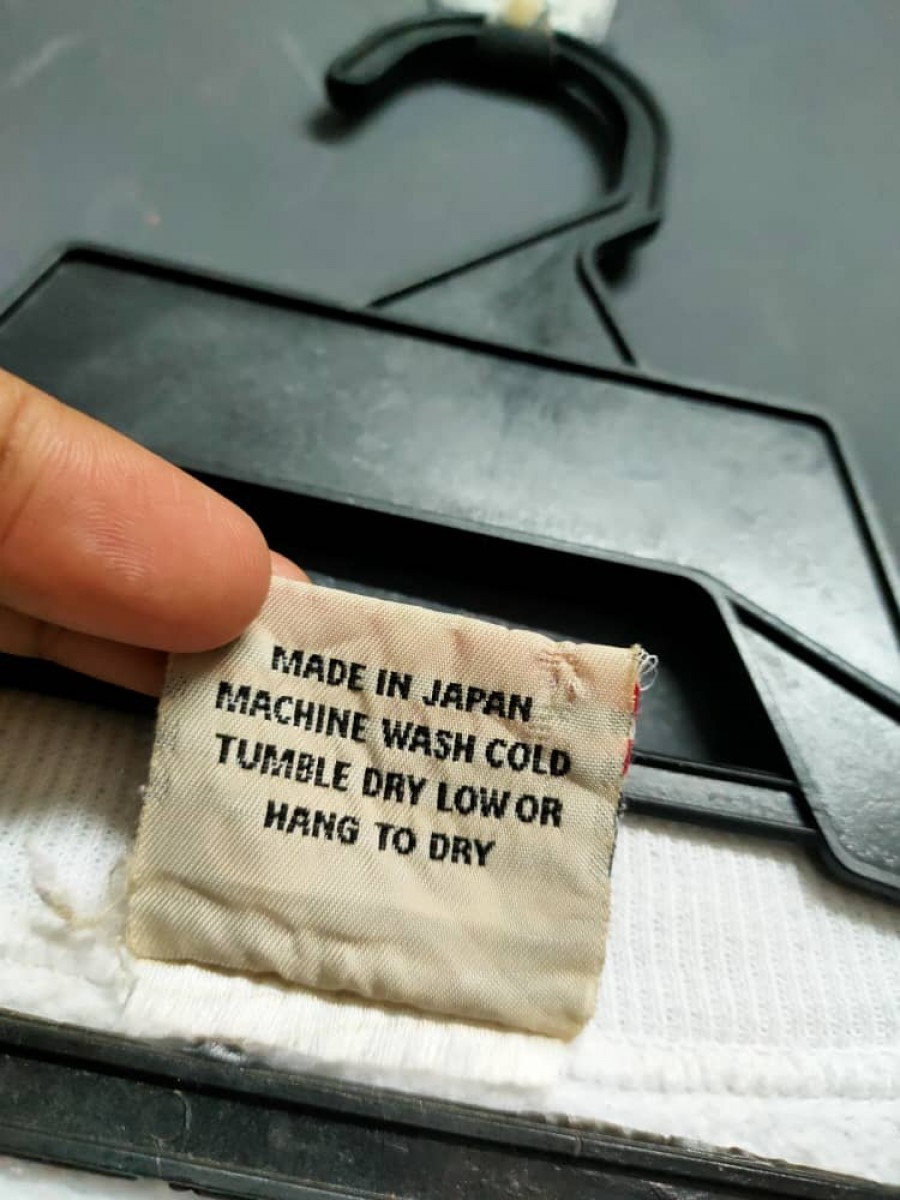 MADE IN JAPAN
MACHINE WASH COLD
TUMBLE DRY LOW OR
HANG TO DRY